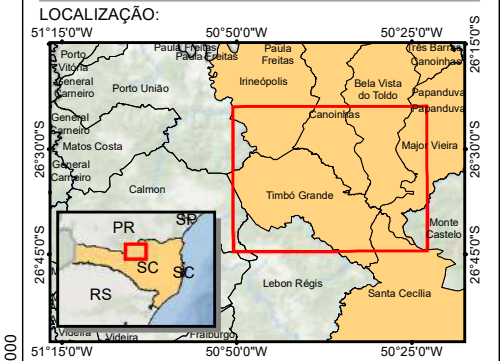 LOCALIZAÇÃO:
51°15'0"W 50°50'0"W 50°25'0"W
26°15'0"S
Porto
Vitória
Paula Freitas
Paula Freitas
Paula
Freitas
Três Barras
Canoinhas
General
Carneiro
Porto União
Irineópolis
Bela Vista
do Toldo
Papanduva
Papanduva
General
Carneiro
Canoinhas
26°30'0"S
26°30'0"S
Matos Costa
Major Vieira
General
Carneiro
Calmon
Timbó Grande
Monte
Castelo
PR
SP
SC
SC
RS
26°45'0"S
26°45'0"S
Lebon Régis
Santa Cecília
Videira
Videira
Fraiburgo
51°15'0"W 50°50'0"W 50°25'0"W
000